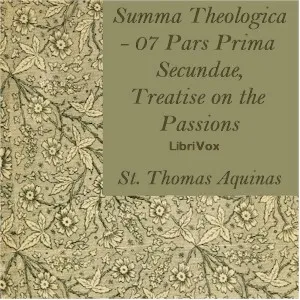 Summa Theologica
- 07 Pars Prima
Secundae,
Treatise on the
Passions
LibriVox
St. Thomas Aquinas